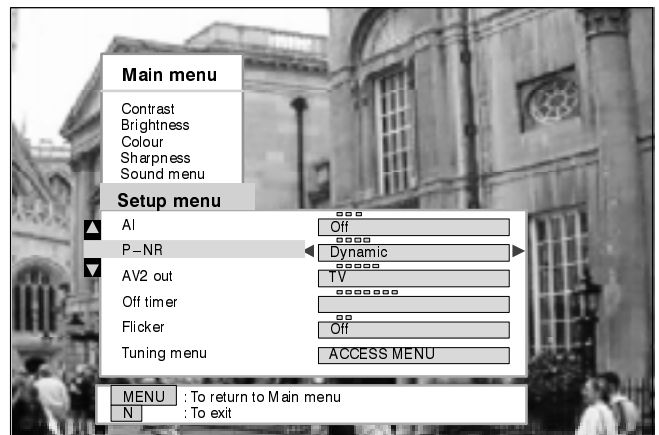 Main menu
Contrast
Brightness
Colour
Sharpness
Sound menu
Setup menu
AI Off
P–NR Dynamic
AV2 out TV
Off timer
Flicker Off
Tuning menu ACCESS MENU
MENU : To return to Main menu
N : To exit